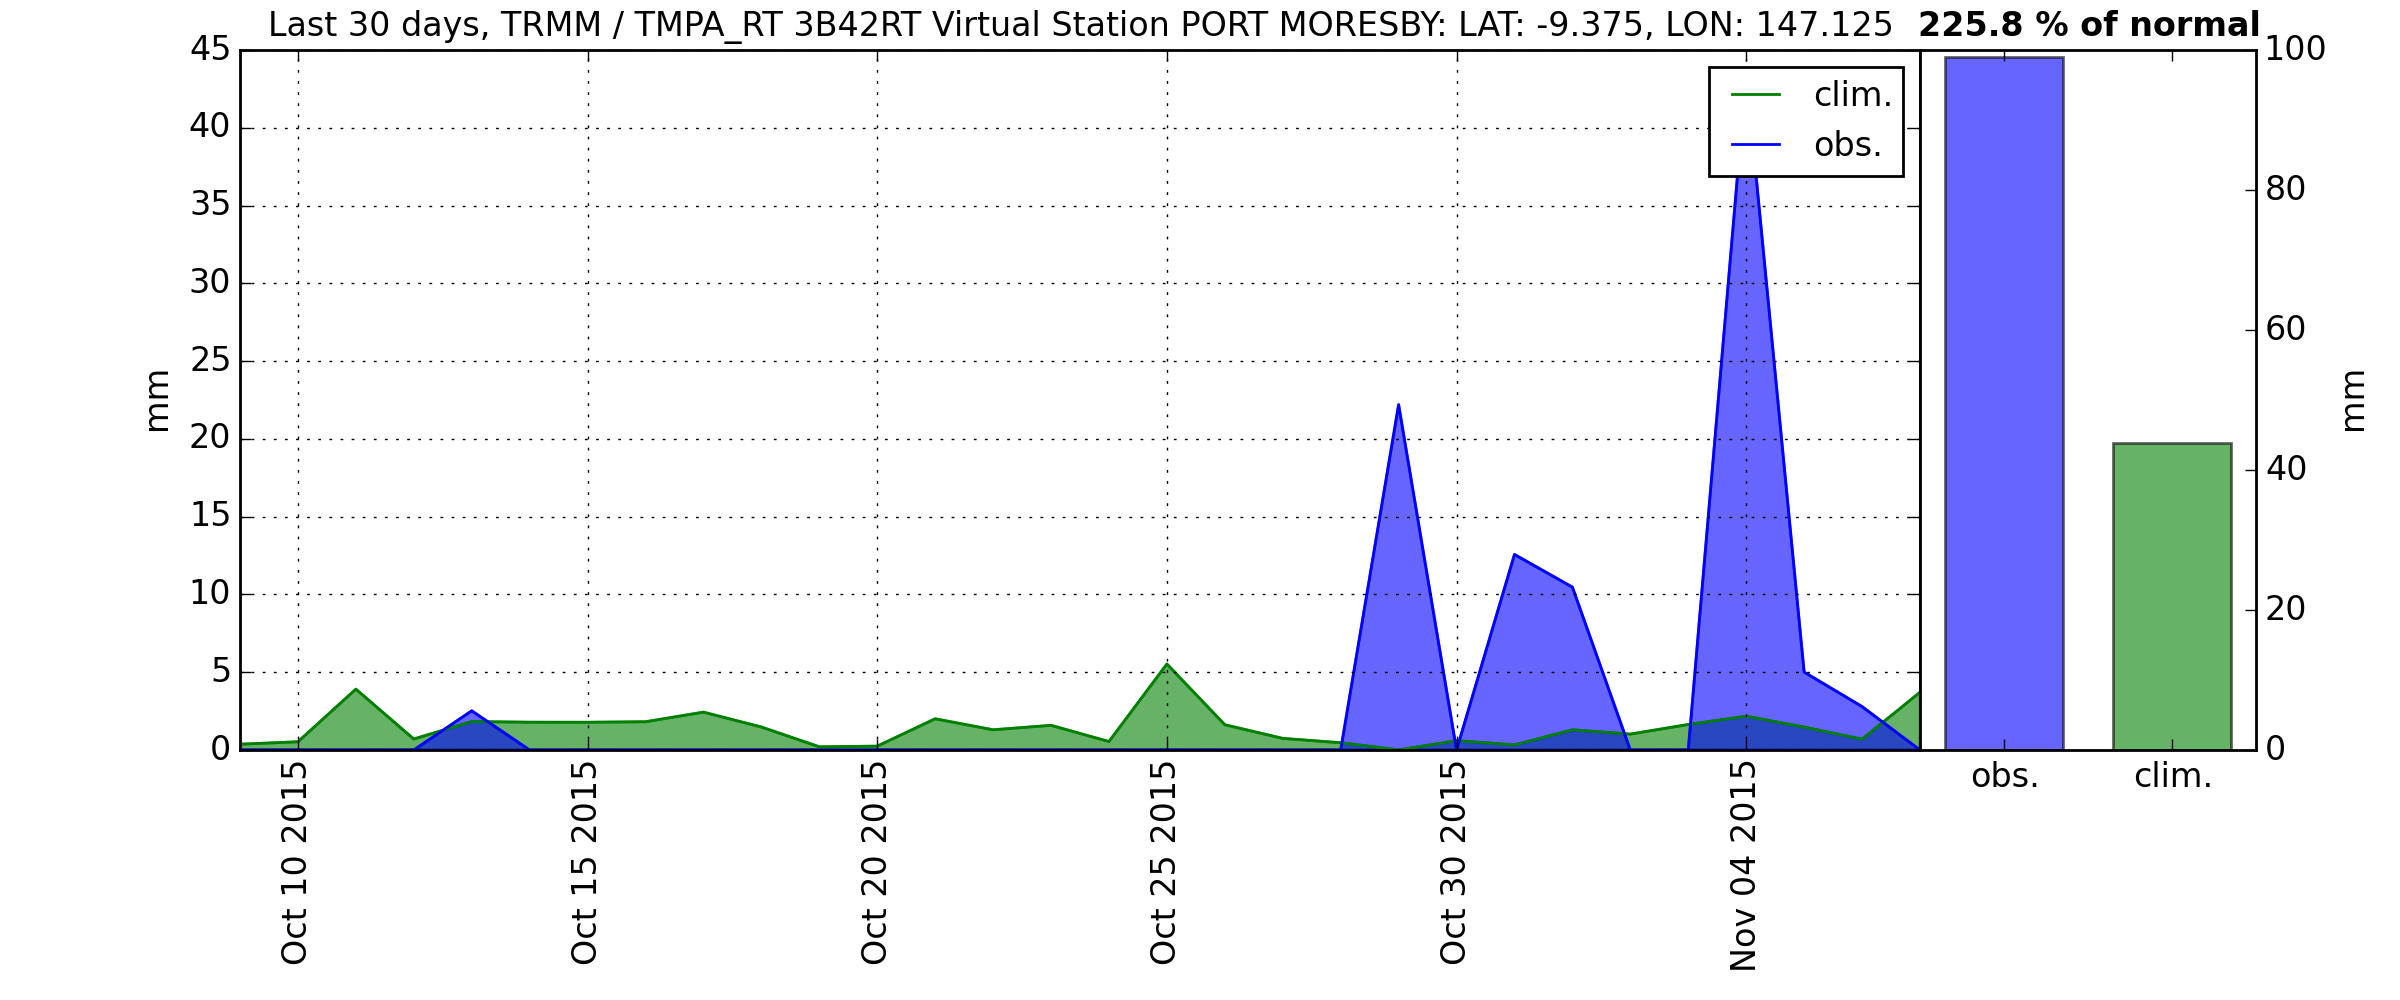 Last 30 days, TRMM / TMPA_RT 3B42RT Virtual Station PORT MORESBY: LAT: -9.375, LON: 147.125
225.8 % of normal
45
40
35
30
25
20
15
10
5
0
mm
clim.
obs.
Oct 10 2015
Oct 15 2015
Oct 20 2015
Oct 25 2015
Oct 30 2015
Nov 04 2015
obs.
clim.
100
80
60
40
20
0
mm